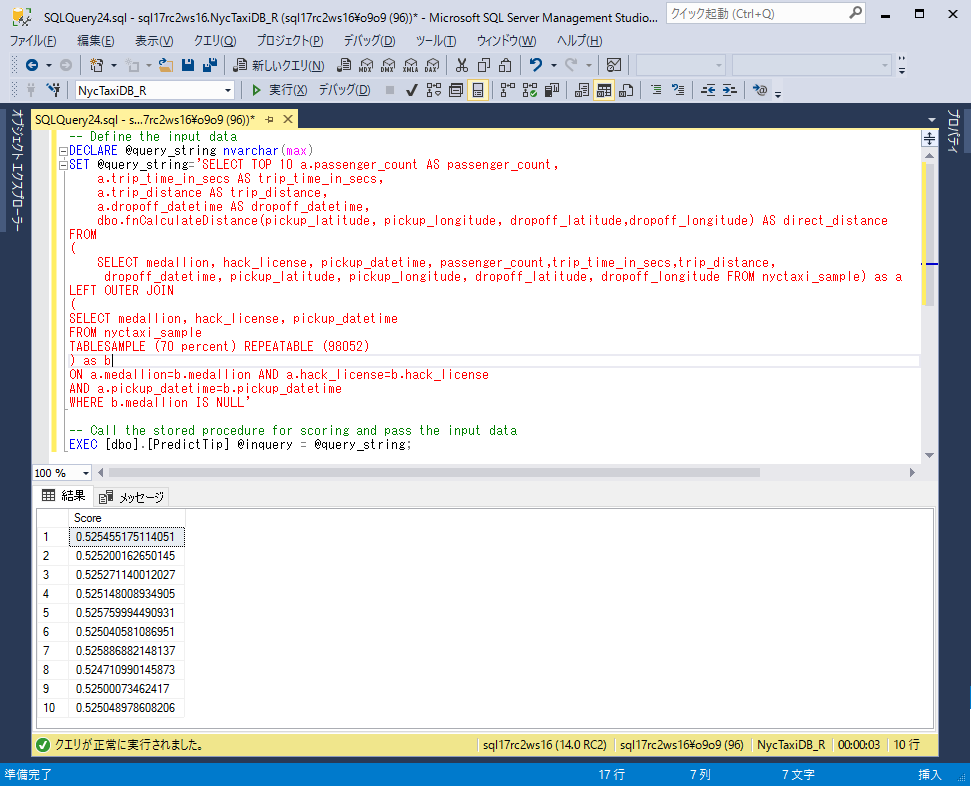 SQLQuery24.sql - sql17rc2ws16.NycTaxiDB_R (sql17rc2ws16¥o9o9 (96))* - Microsoft SQL Server Management Studio...
クイック起動 (Ctrl+Q)
ファイル(F) 編集(E) 表示(V) クエリ(Q) プロジェクト(P) デバッグ(D) ツール(T) ウィンドウ(W) ヘルプ(H)
新しいクエリ(N) MDX DMX XMLA DAX
NycTaxiDB_R 実行(X) デバッグ(D)
オブジェクト エクスプローラー
プロパティ
SQLQuery24.sql - s...7rc2ws16¥o9o9 (96))*
-- Define the input data
DECLARE @query_string nvarchar(max)
SET @query_string='SELECT TOP 10 a.passenger_count AS passenger_count,
a.trip_time_in_secs AS trip_time_in_secs,
a.trip_distance AS trip_distance,
a.dropoff_datetime AS dropoff_datetime,
dbo.fnCalculateDistance(pickup_latitude, pickup_longitude, dropoff_latitude,dropoff_longitude) AS direct_distance
FROM
(
SELECT medallion, hack_license, pickup_datetime, passenger_count,trip_time_in_secs,trip_distance,
dropoff_datetime, pickup_latitude, pickup_longitude, dropoff_latitude, dropoff_longitude FROM nyctaxi_sample) as a
LEFT OUTER JOIN
(
SELECT medallion, hack_license, pickup_datetime
FROM nyctaxi_sample
TABLESAMPLE (70 percent) REPEATABLE (98052)
) as b
ON a.medallion=b.medallion AND a.hack_license=b.hack_license
AND a.pickup_datetime=b.pickup_datetime
WHERE b.medallion IS NULL'
-- Call the stored procedure for scoring and pass the input data
EXEC [dbo].[PredictTip] @inquery = @query_string;
100 %
結果 メッセージ
Score
1 0.525455175114051
2 0.525200162650145
3 0.525271140012027
4 0.525148008934905
5 0.525759994490931
6 0.525040581086951
7 0.525886882148137
8 0.524710990145873
9 0.52500073462417
10 0.525048978608206
クエリが正常に実行されました。 sql17rc2ws16 (14.0 RC2) sql17rc2ws16¥o9o9 (96) NycTaxiDB_R 00:00:03 10 行
準備完了 17 行 7 列 7 文字 挿入